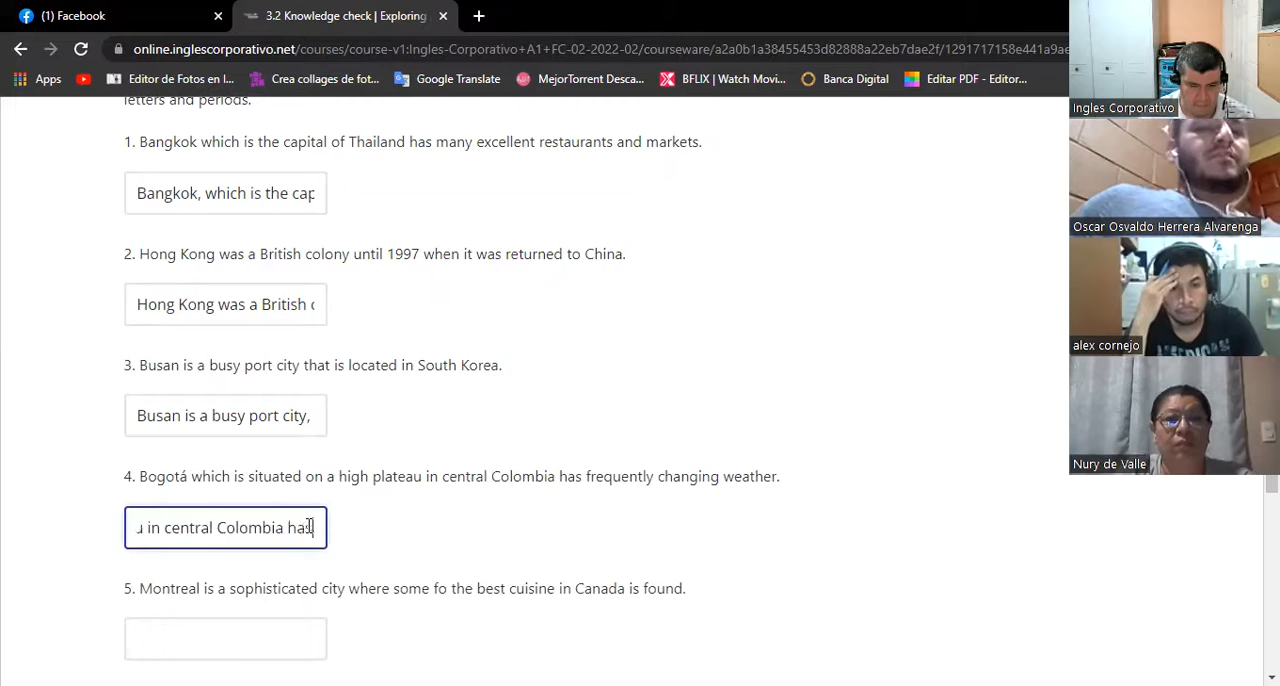 (1) Facebook
3.2 Knowledge check | Exploring
online.inglescorporativo.net/courses/course-v1:Ingles-Corporativo+A1+FC-02-2022-02/courseware/a2a0b1a38455453d82888a22eb7dae2f/1291717158e441a9ae
Apps
Editor de Fotos en l...
Crea collages de fot...
Google Translate
MejorTorrent Desca...
BFLIX | Watch Movi...
Banca Digital
Editar PDF - Editor...
letters and periods.
1. Bangkok which is the capital of Thailand has many excellent restaurants and markets.
Bangkok, which is the cap
2. Hong Kong was a British colony until 1997 when it was returned to China.
Hong Kong was a British c
3. Busan is a busy port city that is located in South Korea.
Busan is a busy port city,
4. Bogotá which is situated on a high plateau in central Colombia has frequently changing weather.
u in central Colombia has
5. Montreal is a sophisticated city where some fo the best cuisine in Canada is found.
Ingles Corporativo
Oscar Osvaldo Herrera Alvarenga
alex cornejo
Nury de Valle